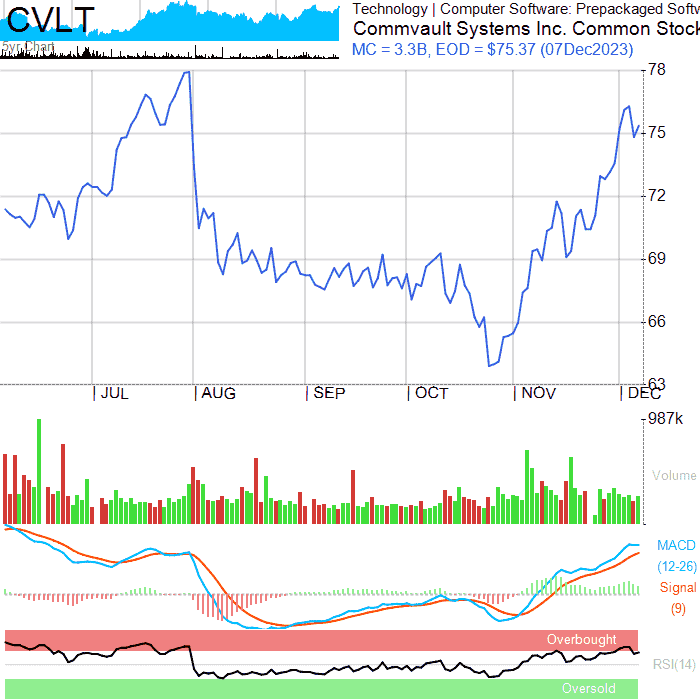 CVLT
5yr Chart
Technology | Computer Software: Prepackaged Softw
Commvault Systems Inc. Common Stock
MC = 3.3B, EOD = $75.37 (07Dec2023)
78
75
72
69
66
63
JUL AUG SEP OCT NOV DEC
987k
Volume
MACD
(12-26)
Signal
(9)
Overbought
RSI(14)
Oversold